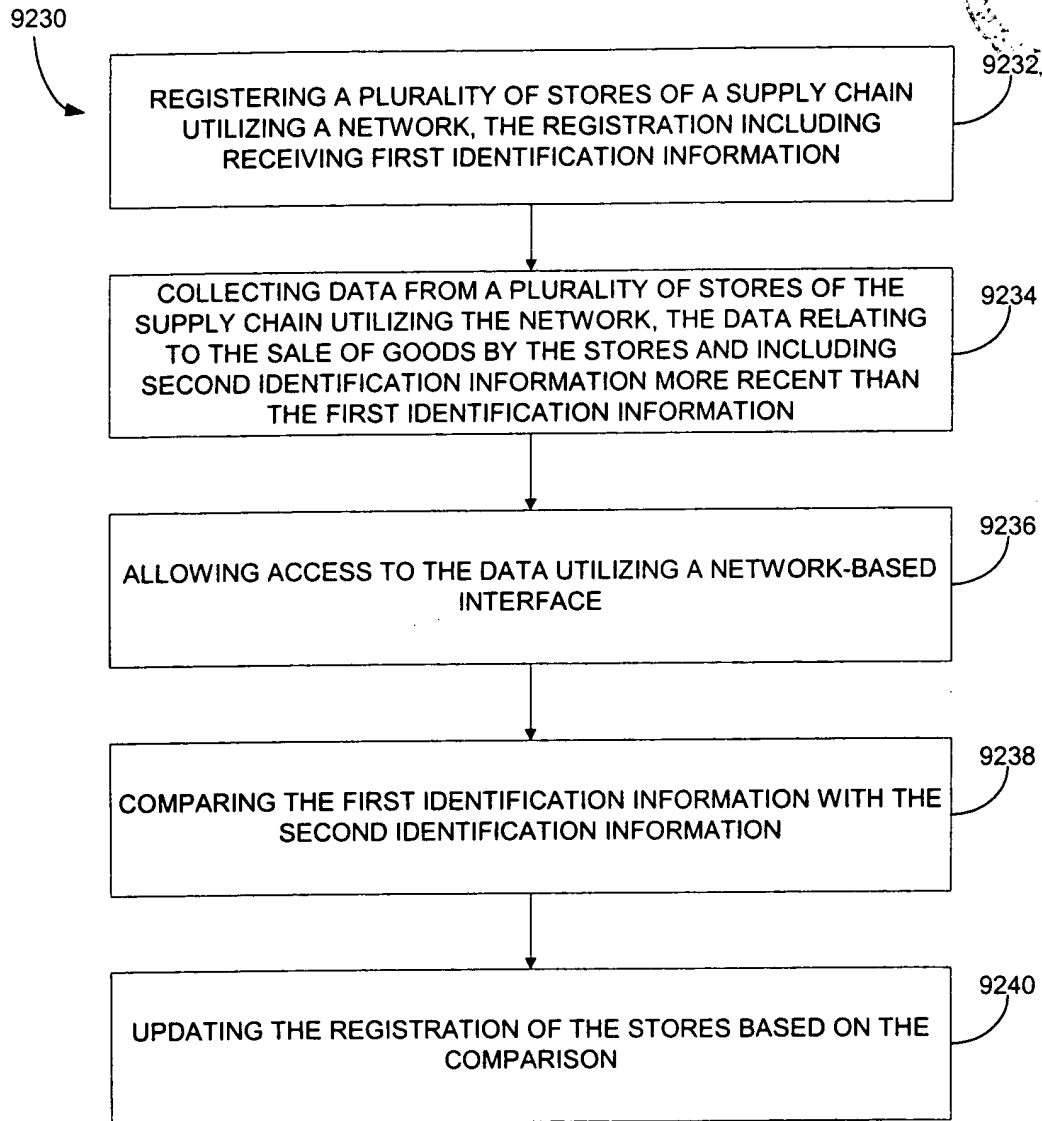 9230
9232
REGISTERING A PLURALITY OF STORES OF A SUPPLY CHAIN
UTILIZING A NETWORK, THE REGISTRATION INCLUDING
RECEIVING FIRST IDENTIFICATION INFORMATION
9234
COLLECTING DATA FROM A PLURALITY OF STORES OF THE
SUPPLY CHAIN UTILIZING THE NETWORK, THE DATA RELATING
TO THE SALE OF GOODS BY THE STORES AND INCLUDING
SECOND IDENTIFICATION INFORMATION MORE RECENT THAN
THE FIRST IDENTIFICATION INFORMATION
9236
ALLOWING ACCESS TO THE DATA UTILIZING A NETWORK-BASED
INTERFACE
9238
COMPARING THE FIRST IDENTIFICATION INFORMATION WITH THE
SECOND IDENTIFICATION INFORMATION
9240
UPDATING THE REGISTRATION OF THE STORES BASED ON THE
COMPARISON